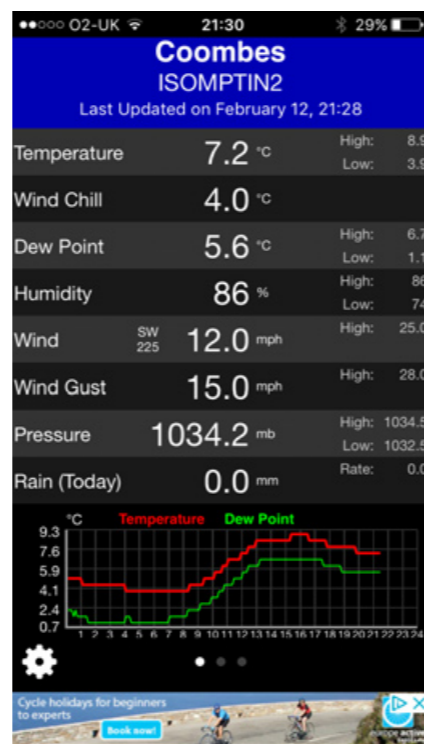 O2-UK 21:30 29%
Coombes
ISOMPTIN2
Last Updated on February 12, 21:28
Temperature 7.2 °C High: 8.9
Low: 3.9
Wind Chill 4.0 °C
Dew Point 5.6 °C High: 6.7
Low: 1.1
Humidity 86 % High: 86
Low: 74
Wind SW 225 12.0 mph High: 25.0
Wind Gust 15.0 mph High: 28.0
Pressure 1034.2 mb High: 1034.5
Low: 1032.5
Rain (Today) 0.0 mm Rate: 0.0
°C Temperature Dew Point
9.3
7.6
5.9
4.1
2.4
0.7
1 2 3 4 5 6 7 8 9 10 11 12 13 14 15 16 17 18 19 20 21 22 23 24
Cycle holidays for beginners
to experts
Book now!
europe active